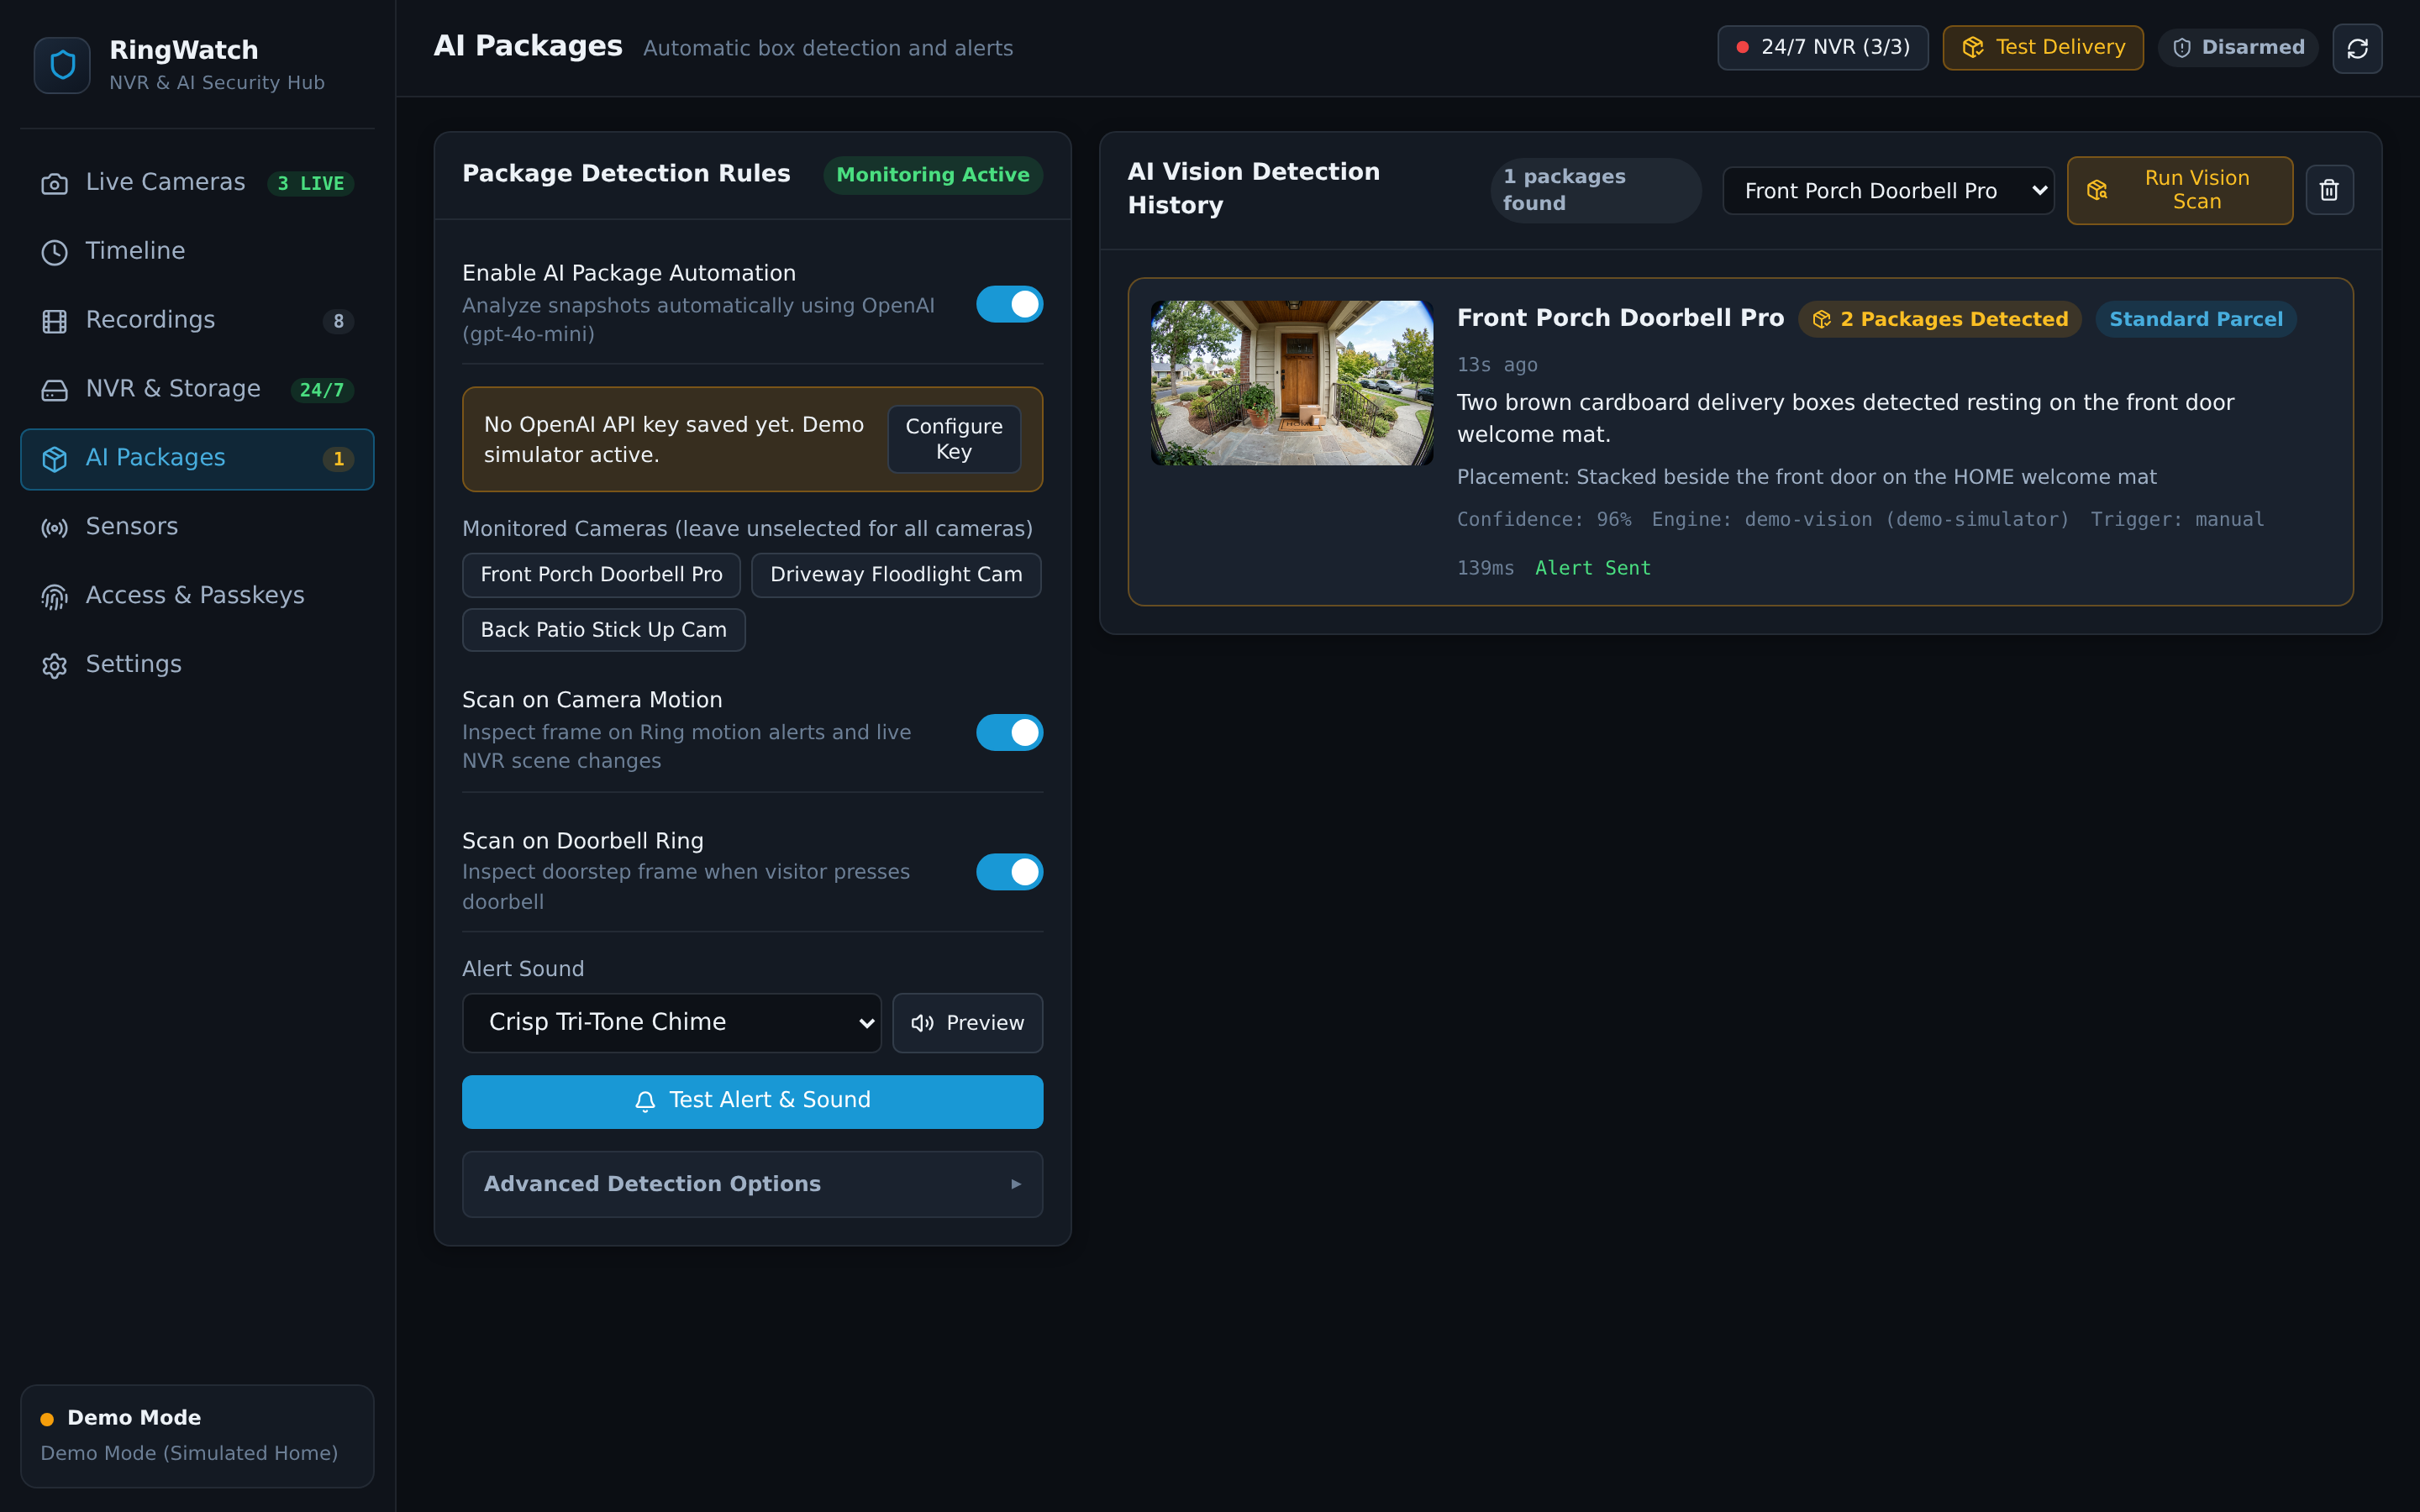 RingWatch
NVR & AI Security Hub
Live Cameras 3 LIVE
Timeline
Recordings 8
NVR & Storage 24/7
AI Packages 1
Sensors
Access & Passkeys
Settings
Demo Mode
Demo Mode (Simulated Home)
AI Packages Automatic box detection and alerts
24/7 NVR (3/3)
Test Delivery
Disarmed
Package Detection Rules
Monitoring Active
Enable AI Package Automation
Analyze snapshots automatically using OpenAI
(gpt-4o-mini)
No OpenAI API key saved yet. Demo
simulator active.
Configure
Key
Monitored Cameras (leave unselected for all cameras)
Front Porch Doorbell Pro
Driveway Floodlight Cam
Back Patio Stick Up Cam
Scan on Camera Motion
Inspect frame on Ring motion alerts and live
NVR scene changes
Scan on Doorbell Ring
Inspect doorstep frame when visitor presses
doorbell
Alert Sound
Crisp Tri-Tone Chime
Preview
Test Alert & Sound
Advanced Detection Options
AI Vision Detection
History
1 packages
found
Front Porch Doorbell Pro
Run Vision
Scan
Front Porch Doorbell Pro
2 Packages Detected
Standard Parcel
13s ago
Two brown cardboard delivery boxes detected resting on the front door
welcome mat.
Placement: Stacked beside the front door on the HOME welcome mat
Confidence: 96% Engine: demo-vision (demo-simulator) Trigger: manual
139ms Alert Sent